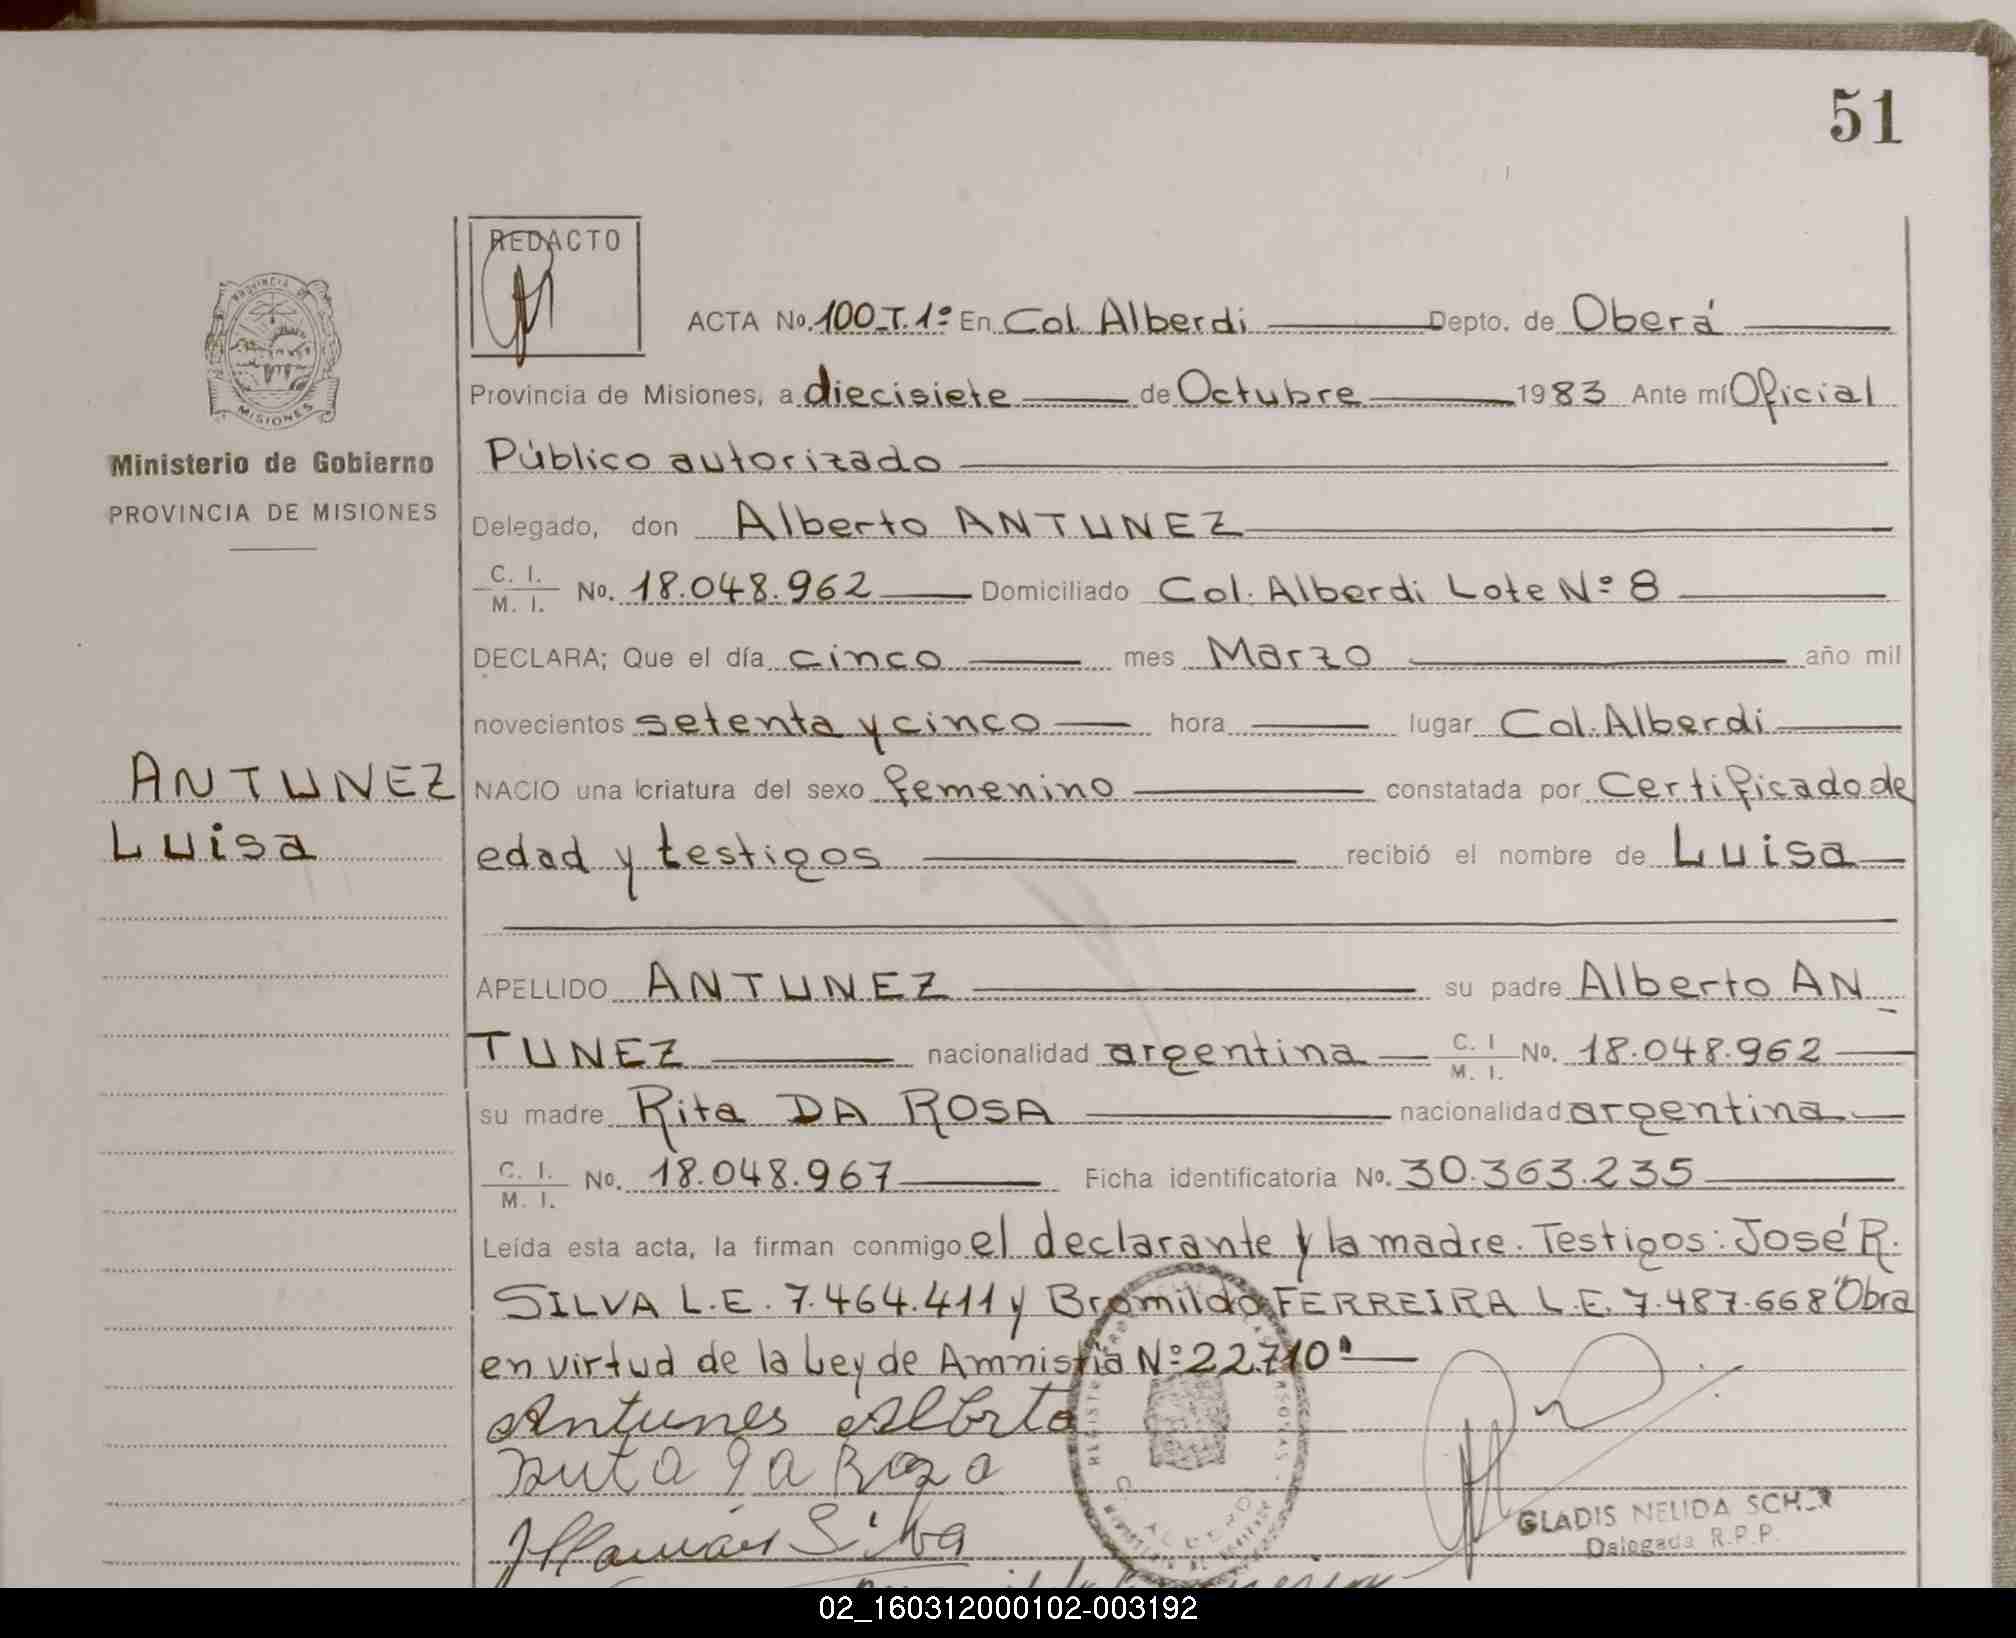 51
REDACTO
ACTA No. 100_T.1º En Col. Alberdi Depto. de Oberá
PROVINCIA DE
MISIONES
Provincia de Misiones, a diecisiete de Octubre 1983 Ante mí Oficial
Ministerio de Gobierno
Público autorizado
PROVINCIA DE MISIONES
Delegado, don Alberto ANTUNEZ
C. I.
M. I. No. 18.048.962 Domiciliado Col. Alberdi Lote Nº 8
DECLARA; Que el día cinco mes Marzo año mil
novecientos setenta y cinco hora lugar Col. Alberdi
ANTUNEZ
NACIO una criatura del sexo femenino constatada por Certificado de
Luisa
edad y testigos recibió el nombre de Luisa
APELLIDO ANTUNEZ su padre Alberto AN
TUNEZ nacionalidad argentina C. I
M. I. No. 18.048.962
su madre Rita DA ROSA nacionalidad argentina
C. I.
M. I. No. 18.048.967 Ficha identificatoria No. 30.363.235
Leída esta acta, la firman conmigo el declarante y la madre. Testigos: José R.
SILVA L.E. 7.464.411 y Bromildo FERREIRA L.E. 7.487.668 "Obra
en virtud de la Ley de Amnistía Nº 22.710"
Antunes Alberto
Silva
GLADIS NELIDA
Delegada R.P.P.
02_160312000102-003192